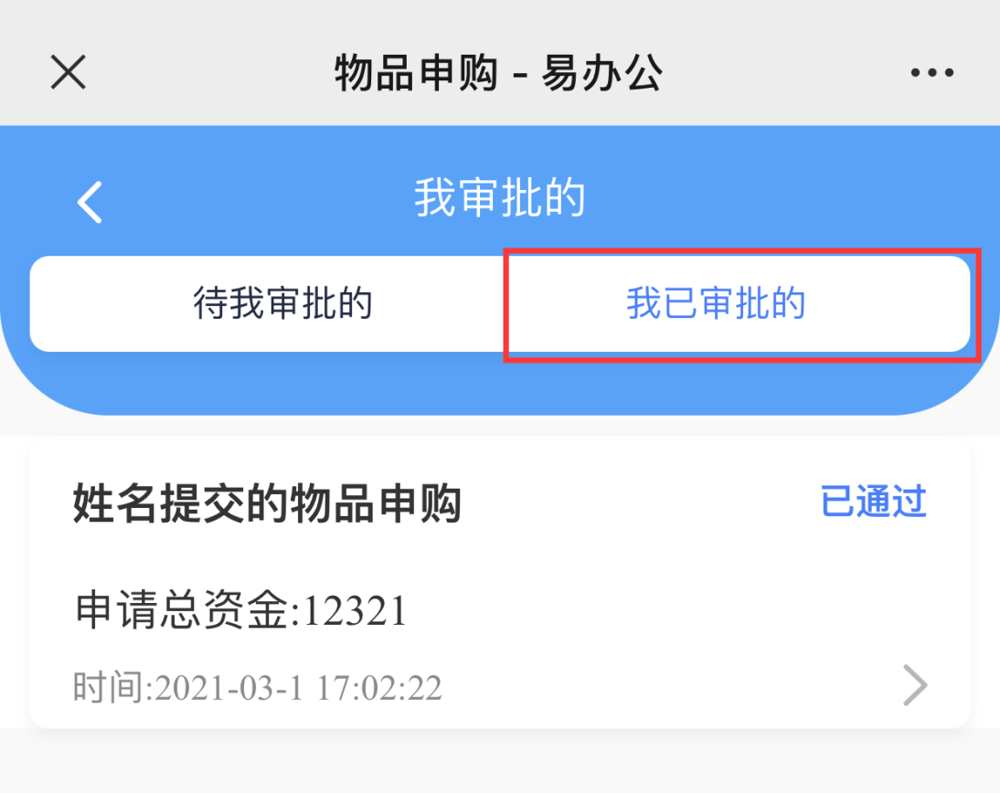 物品申购 - 易办公
我审批的
待我审批的 我已审批的
姓名提交的物品申购 已通过
申请总资金:12321
时间:2021-03-1 17:02:22